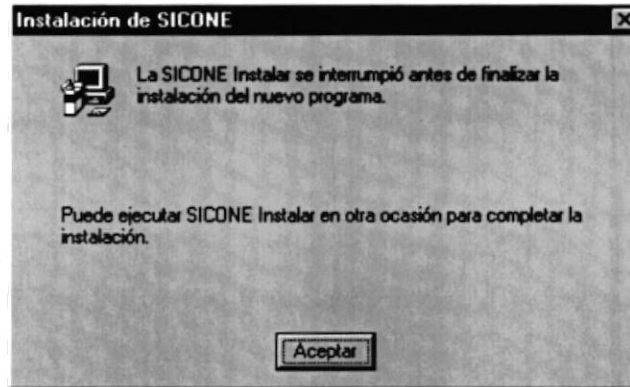 Instalación de SICONE
La SICONE Instalar se interrumpió antes de finalizar la
instalación del nuevo programa.
Puede ejecutar SICONE Instalar en otra ocasión para completar la
instalación.
Aceptar